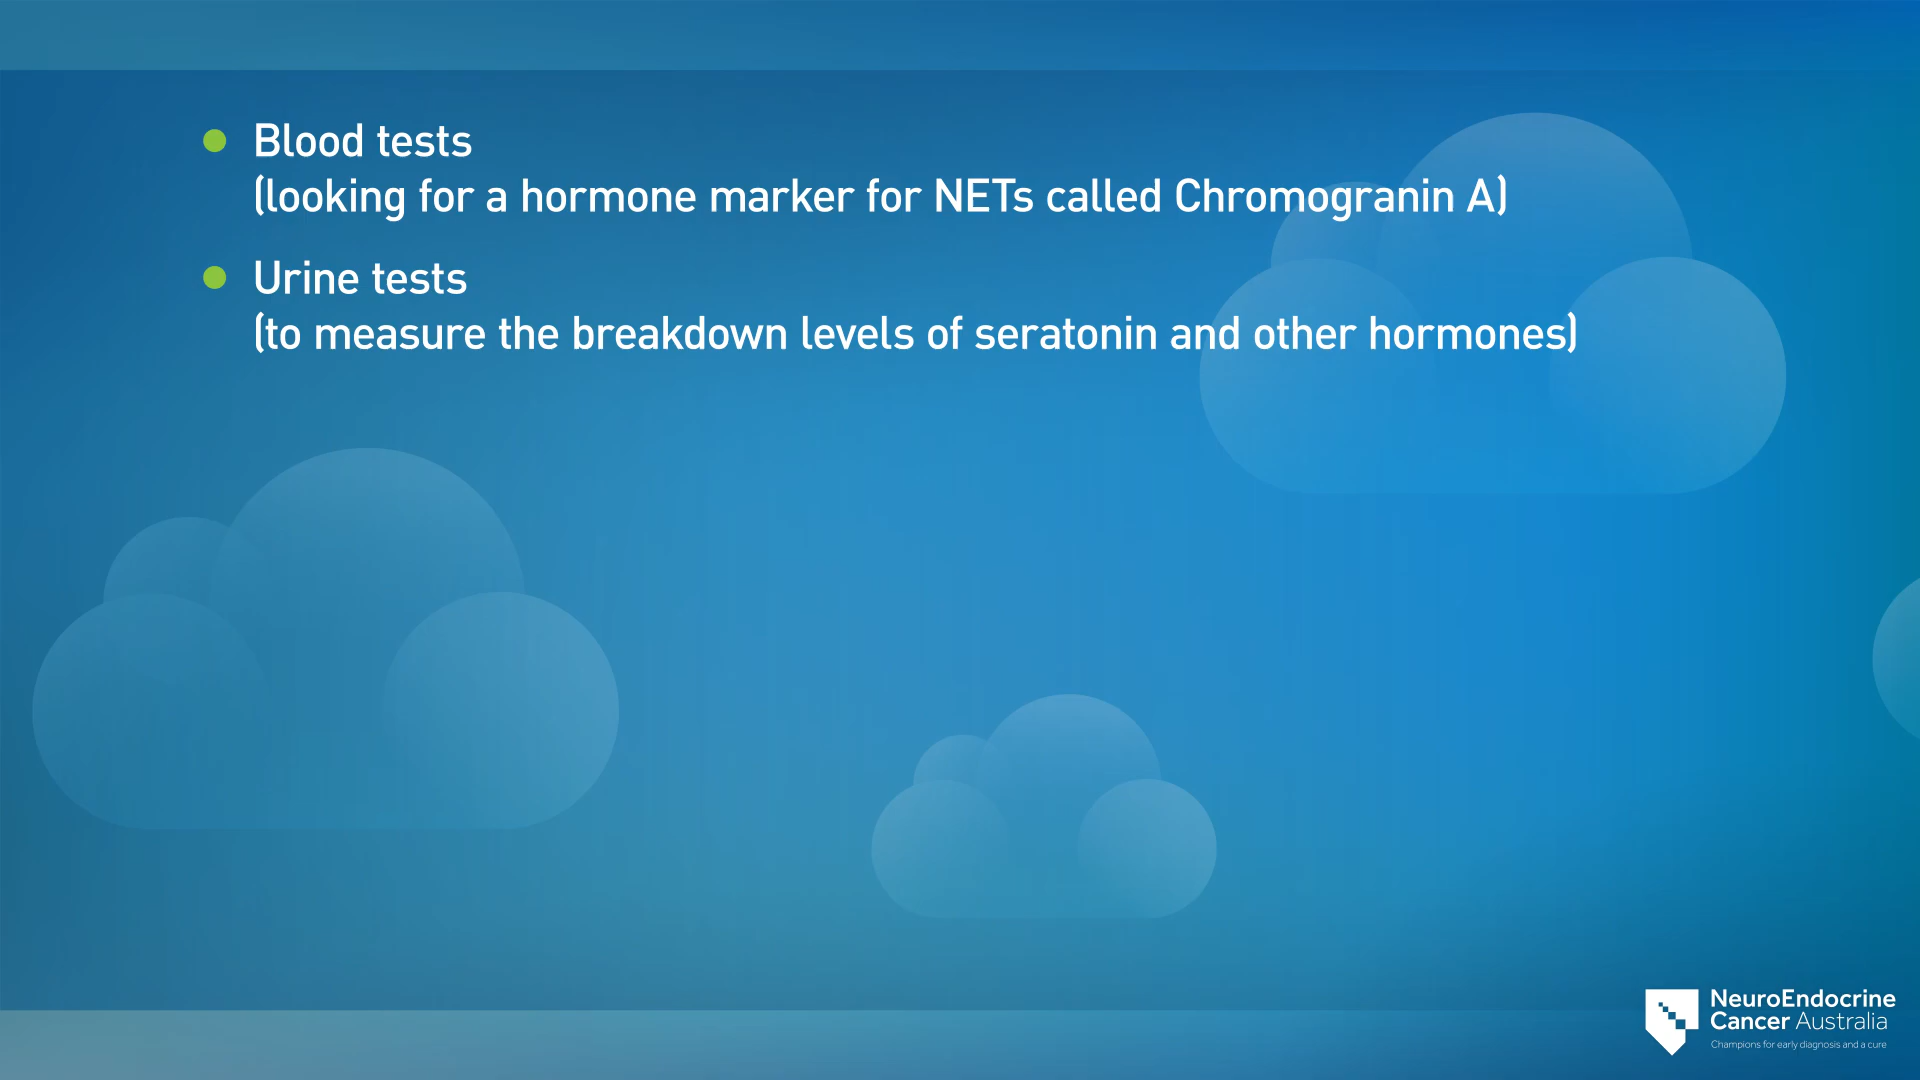 Blood tests
(looking for a hormone marker for NETs called Chromogranin A)
Urine tests
(to measure the breakdown levels of seratonin and other hormones)
NeuroEndocrine
Cancer Australia
Champions for early diagnosis and a cure